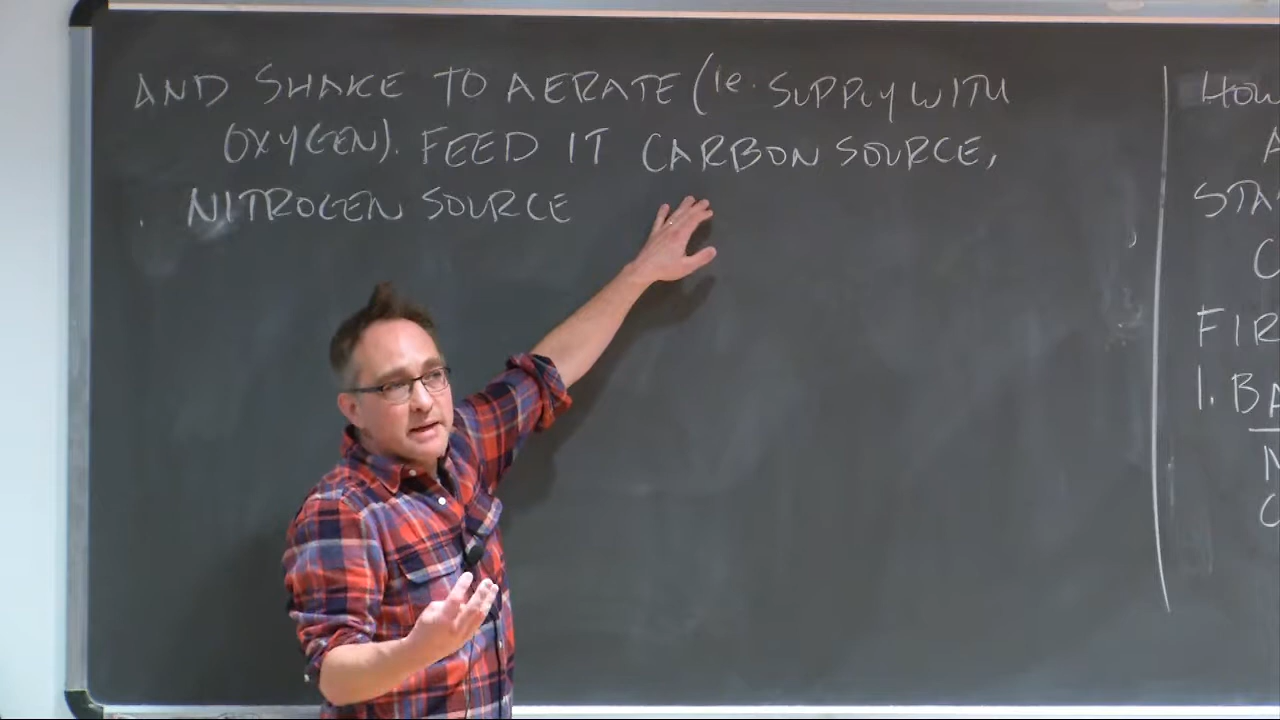 AND SHAKE TO AERATE (ie. SUPPLY WITH
OXYGEN). FEED IT CARBON SOURCE,
NITROGEN SOURCE
HOW
A
STA
C
FIR
1. BA
N
C